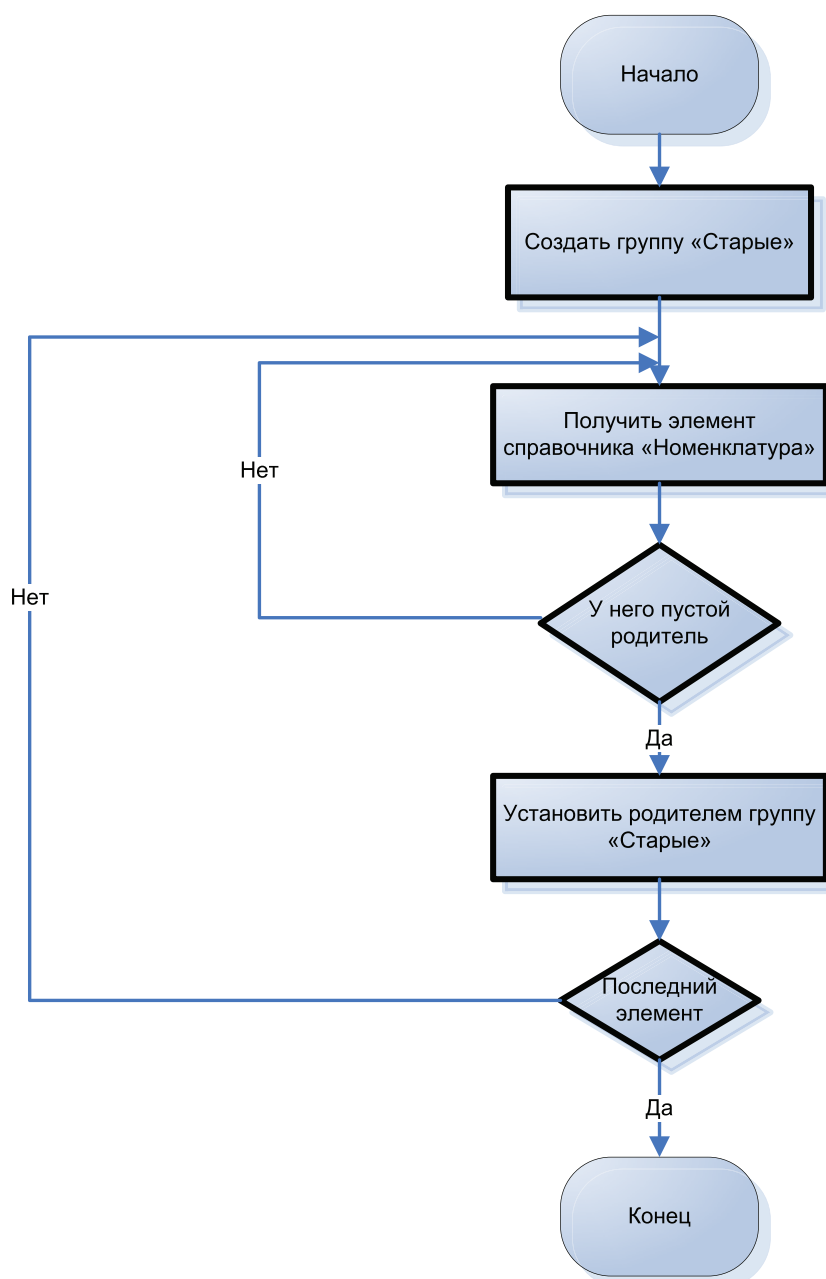 Начало
Создать группу «Старые»
Получить элемент
справочника «Номенклатура»
Нет
Нет
У него пустой
родитель
Да
Установить родителем группу
«Старые»
Последний
элемент
Да
Конец